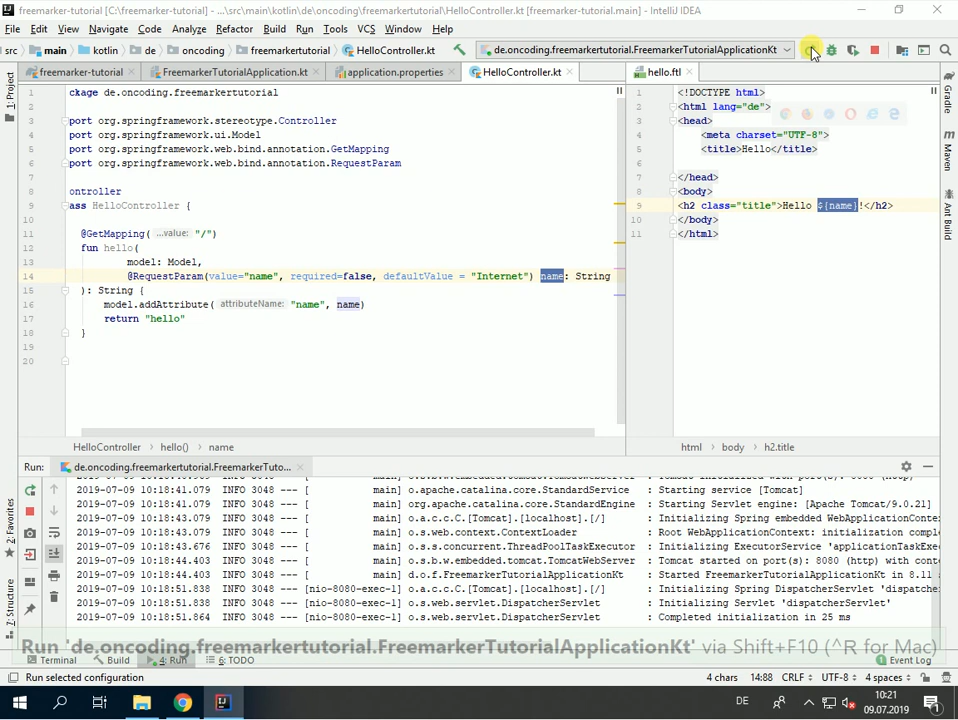 freemarker-tutorial [C:\freemarker-tutorial] - ...\src\main\kotlin\de\oncoding\freemarkertutorial\HelloController.kt [freemarker-tutorial.main] - IntelliJ IDEA
File Edit View Navigate Code Analyze Refactor Build Run Tools VCS Window Help
src main kotlin de oncoding freemarkertutorial HelloController.kt de.oncoding.freemarkertutorial.FreemarkerTutorialApplicationKt
freemarker-tutorial FreemarkerTutorialApplication.kt application.properties HelloController.kt hello.ftl
1: Project
Gradle
Maven
Ant Build
2: Favorites
7: Structure
1 ckage de.oncoding.freemarkertutorial
2
3 port org.springframework.stereotype.Controller
4 port org.springframework.ui.Model
5 port org.springframework.web.bind.annotation.GetMapping
6 port org.springframework.web.bind.annotation.RequestParam
7
8 ontroller
9 ass HelloController {
10
11 @GetMapping( ...value: "/")
12 fun hello(
13 model: Model,
14 @RequestParam(value="name", required=false, defaultValue = "Internet") name: String
15 ): String {
16 model.addAttribute( attributeName: "name", name)
17 return "hello"
18 }
19
20
1 <!DOCTYPE html>
2 <html lang="de">
3 <head>
4 <meta charset="UTF-8">
5 <title>Hello</title>
6
7 </head>
8 <body>
9 <h2 class="title">Hello ${name}!</h2>
10 </body>
11 </html>
HelloController hello() name
html body h2.title
Run: de.oncoding.freemarkertutorial.FreemarkerTuto...
2019-07-09 10:18:41.079 INFO 3048 --- [ main] o.apache.catalina.core.StandardService : Starting service [Tomcat]
2019-07-09 10:18:41.079 INFO 3048 --- [ main] org.apache.catalina.core.StandardEngine : Starting Servlet engine: [Apache Tomcat/9.0.21]
2019-07-09 10:18:43.079 INFO 3048 --- [ main] o.a.c.c.C.[Tomcat].[localhost].[/] : Initializing Spring embedded WebApplicationConte
2019-07-09 10:18:43.079 INFO 3048 --- [ main] o.s.web.context.ContextLoader : Root WebApplicationContext: initialization comple
2019-07-09 10:18:43.676 INFO 3048 --- [ main] o.s.s.concurrent.ThreadPoolTaskExecutor : Initializing ExecutorService 'applicationTaskExec
2019-07-09 10:18:44.403 INFO 3048 --- [ main] o.s.b.w.embedded.tomcat.TomcatWebServer : Tomcat started on port(s): 8080 (http) with conte
2019-07-09 10:18:44.403 INFO 3048 --- [ main] d.o.f.FreemarkerTutorialApplicationKt : Started FreemarkerTutorialApplicationKt in 8.11
2019-07-09 10:18:51.838 INFO 3048 --- [nio-8080-exec-1] o.a.c.c.C.[Tomcat].[localhost].[/] : Initializing Spring DispatcherServlet 'dispatche
2019-07-09 10:18:51.838 INFO 3048 --- [nio-8080-exec-1] o.s.web.servlet.DispatcherServlet : Initializing Servlet 'dispatcherServlet'
2019-07-09 10:18:51.864 INFO 3048 --- [nio-8080-exec-1] o.s.web.servlet.DispatcherServlet : Completed initialization in 25 ms
Run 'de.oncoding.freemarkertutorial.FreemarkerTutorialApplicationKt' via Shift+F10 (^R for Mac)
Terminal Build 4: Run 6: TODO Event Log
Run selected configuration 4 chars 14:88 CRLF UTF-8 4 spaces
DE 10:21
09.07.2019